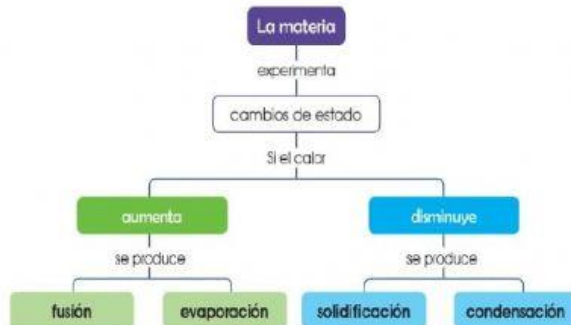 La materia
experimenta
cambios de estado
Si el calor
aumenta
disminuye
se produce
se produce
fusión
evaporación
solidificación
condensación